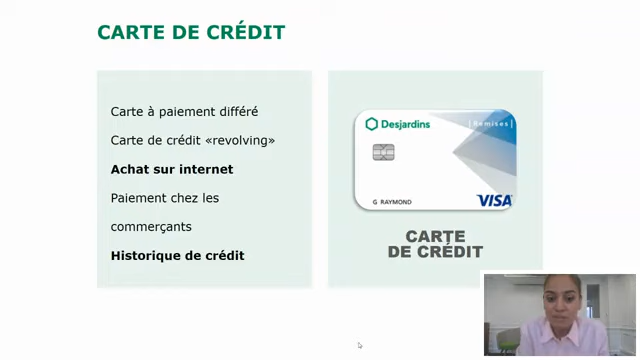 CARTE DE CRÉDIT
Carte à paiement différé
Carte de crédit «revolving»
Achat sur internet
Paiement chez les
commerçants
Historique de crédit
Desjardins
[Remises]
G RAYMOND
VISA
CARTE
DE CRÉDIT